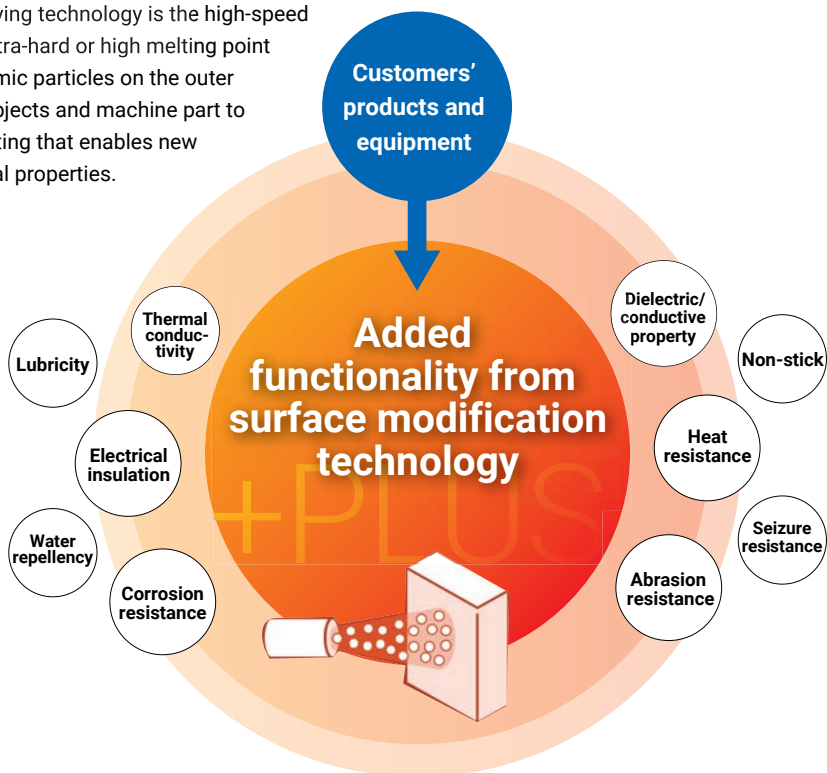 ving technology is the high-speed
tra-hard or high melting point
mic particles on the outer
bjects and machine part to
ting that enables new
al properties.
Customers’
products and
equipment
Added
functionality from
surface modification
technology
+PLUS
Thermal
conduc-
tivity
Lubricity
Electrical
insulation
Water
repellency
Corrosion
resistance
Dielectric/
conductive
property
Non-stick
Heat
resistance
Seizure
resistance
Abrasion
resistance